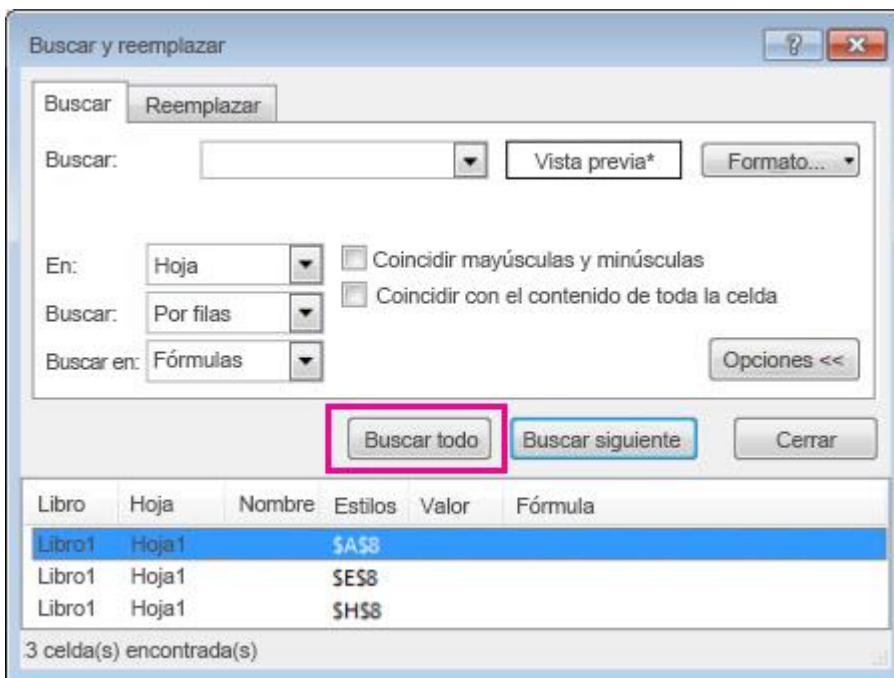 Buscar y reemplazar
Buscar Reemplazar
Buscar: Vista previa* Formato...
En: Hoja Coincidir mayúsculas y minúsculas
Buscar: Por filas Coincidir con el contenido de toda la celda
Buscar en: Fórmulas Opciones <<
Buscar todo Buscar siguiente Cerrar
Libro Hoja Nombre Estilos Valor Fórmula
Libro1 Hoja1 $A$8
Libro1 Hoja1 $E$8
Libro1 Hoja1 $H$8
3 celda(s) encontrada(s)